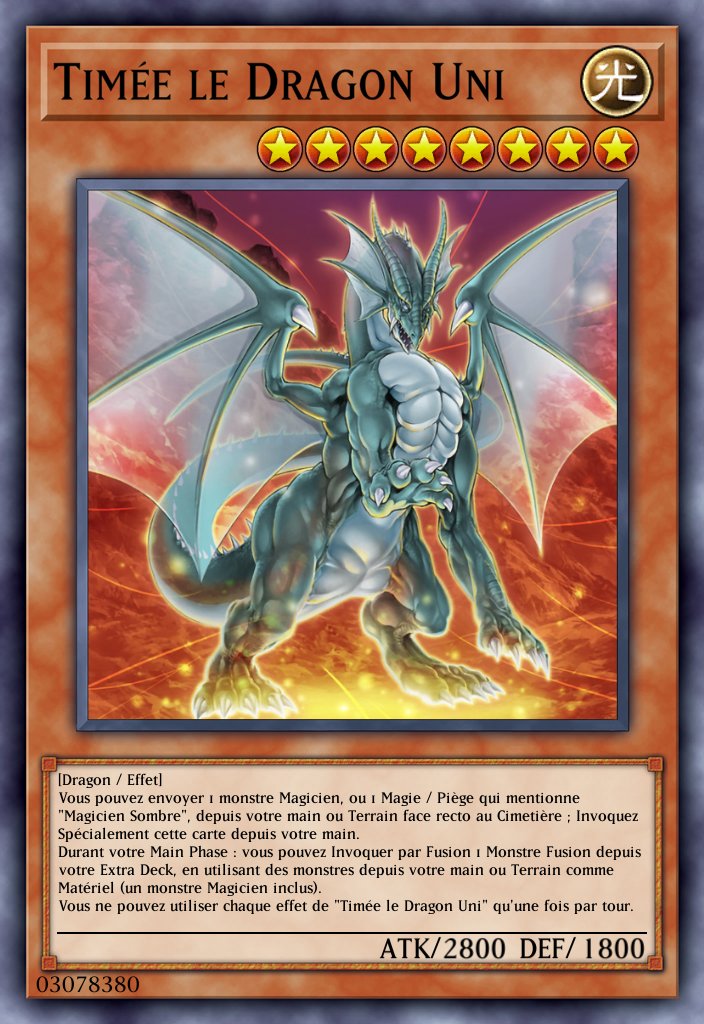 Timée le Dragon Uni
光
[Dragon / Effet]
Vous pouvez envoyer 1 monstre Magicien, ou 1 Magie / Piège qui mentionne
"Magicien Sombre", depuis votre main ou Terrain face recto au Cimetière ; Invoquez
Spécialement cette carte depuis votre main.
Durant votre Main Phase : vous pouvez Invoquer par Fusion 1 Monstre Fusion depuis
votre Extra Deck, en utilisant des monstres depuis votre main ou Terrain comme
Matériel (un monstre Magicien inclus).
Vous ne pouvez utiliser chaque effet de "Timée le Dragon Uni" qu'une fois par tour.
ATK/2800 DEF/1800
03078380